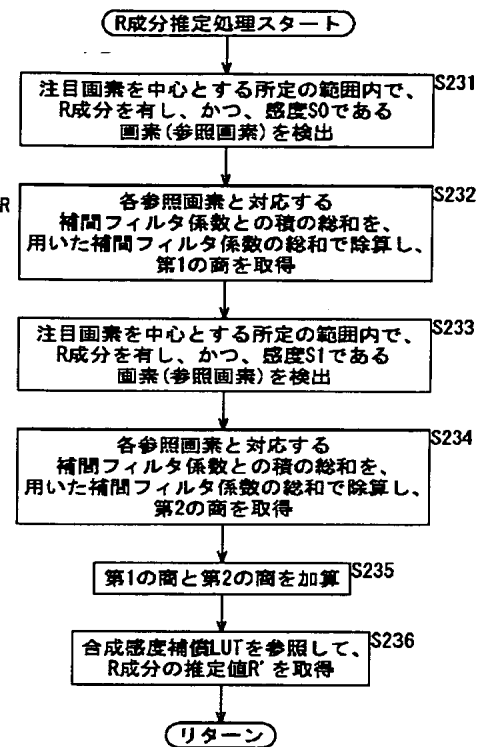 R成分推定処理スタート
S231
注目画素を中心とする所定の範囲内で、
R成分を有し、かつ、感度S0である
画素(参照画素)を検出
S232
R
各参照画素と対応する
補間フィルタ係数との積の総和を、
用いた補間フィルタ係数の総和で除算し、
第1の商を取得
S233
注目画素を中心とする所定の範囲内で、
R成分を有し、かつ、感度S1である
画素(参照画素)を検出
S234
各参照画素と対応する
補間フィルタ係数との積の総和を、
用いた補間フィルタ係数の総和で除算し、
第2の商を取得
S235
第1の商と第2の商を加算
S236
合成感度補償LUTを参照して、
R成分の推定値R'を取得
リターン